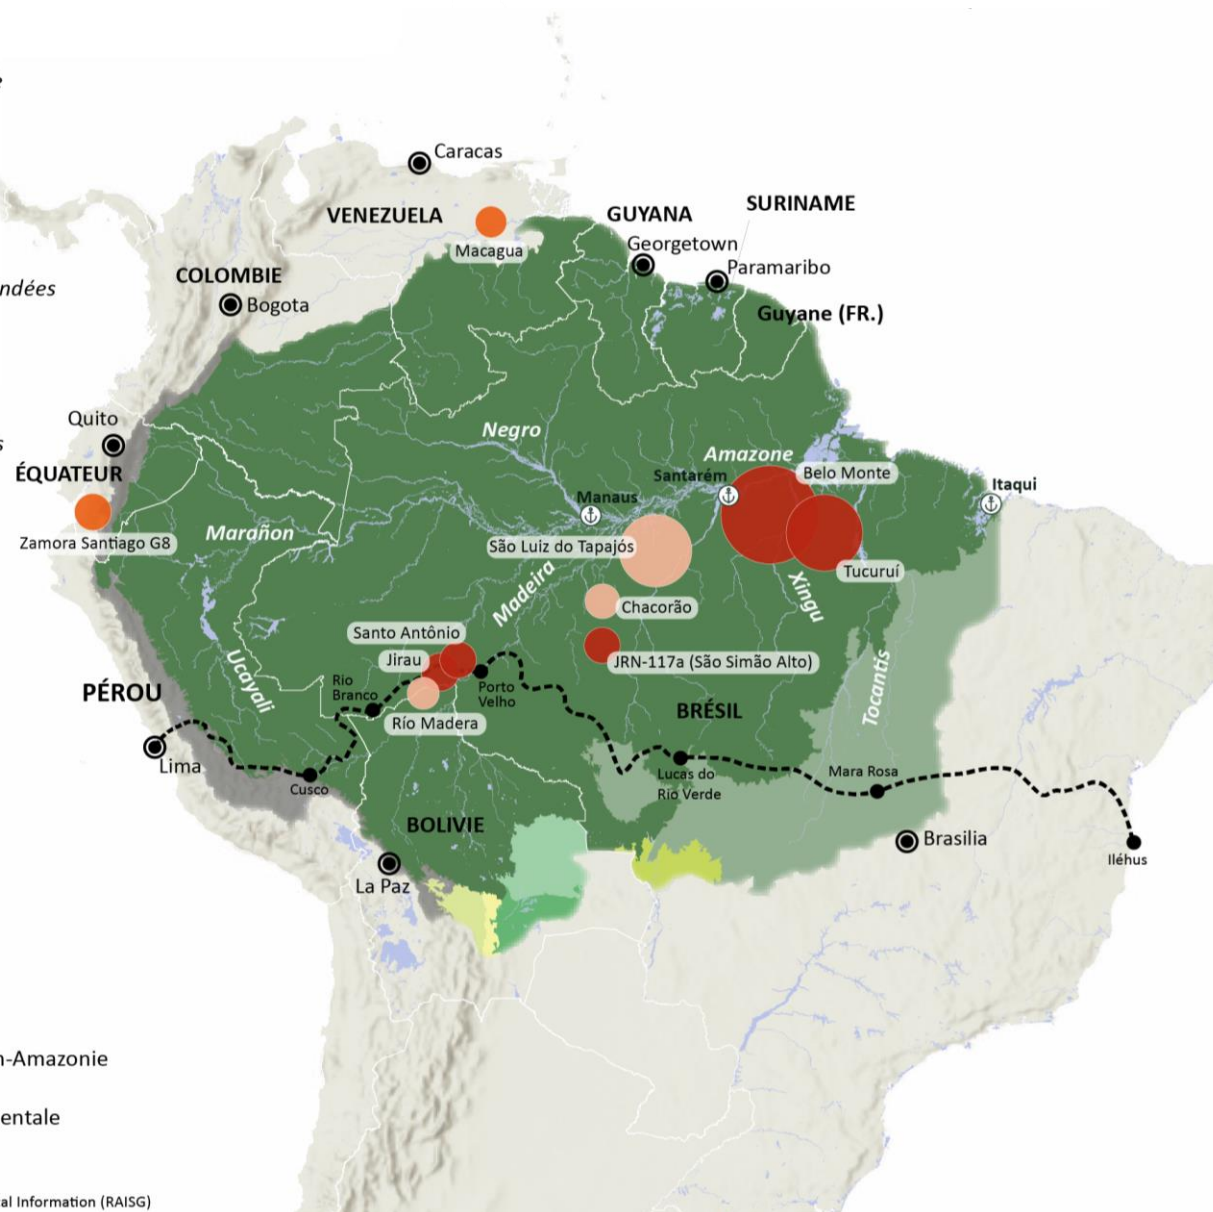 Caracas
SURINAME
VENEZUELA
GUYANA
Georgetown
Macagua
COLOMBIE
Paramaribo
ndées
Bogota
Guyane (FR.)
Quito
Negro
Amazone
ÉQUATEUR
Santarém
Belo Monte
Itaqui
Manaus
Marañon
Zamora Santiago G8
São Luiz do Tapajós
Tucuruí
Madeira
Xingu
Chacorão
Santo Antônio
Jirau
JRN-117a (São Simão Alto)
Ucayali
Rio
Branco
Porto
Velho
Tocantis
PÉROU
BRÉSIL
Río Madera
Lima
Cusco
Lucas do
Rio Verde
Mara Rosa
BOLIVIE
Brasilia
Iléhus
La Paz
n-Amazonie
entale
al Information (RAISG)